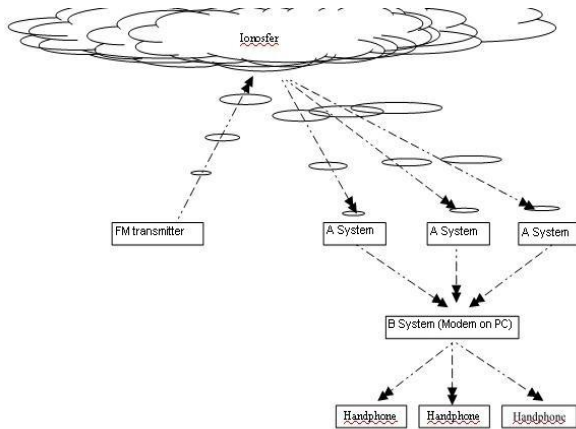 Ionosfer
FM transmitter
A System
A System
A System
B System (Modem on PC)
Handphone
Handphone
Handphone